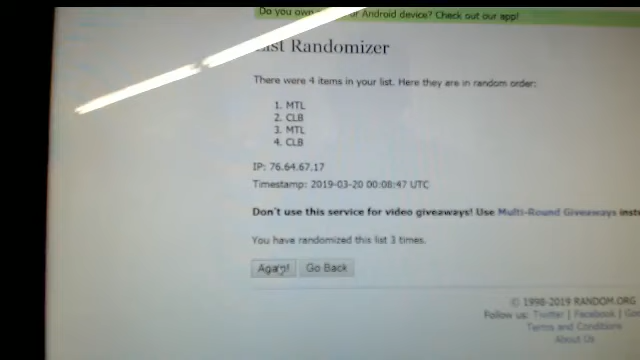 Do you own or Android device? Check out our app!
List Randomizer
There were 4 items in your list. Here they are in random order:
1. MTL
2. CLB
3. MTL
4. CLB
IP: 76.64.67.17
Timestamp: 2019-03-20 00:08:47 UTC
Don't use this service for video giveaways! Use Multi-Round Giveaways inste
You have randomized this list 3 times.
Again! Go Back
© 1998-2019 RANDOM.ORG
Follow us: Twitter | Facebook | Goo
Terms and Conditions
About Us